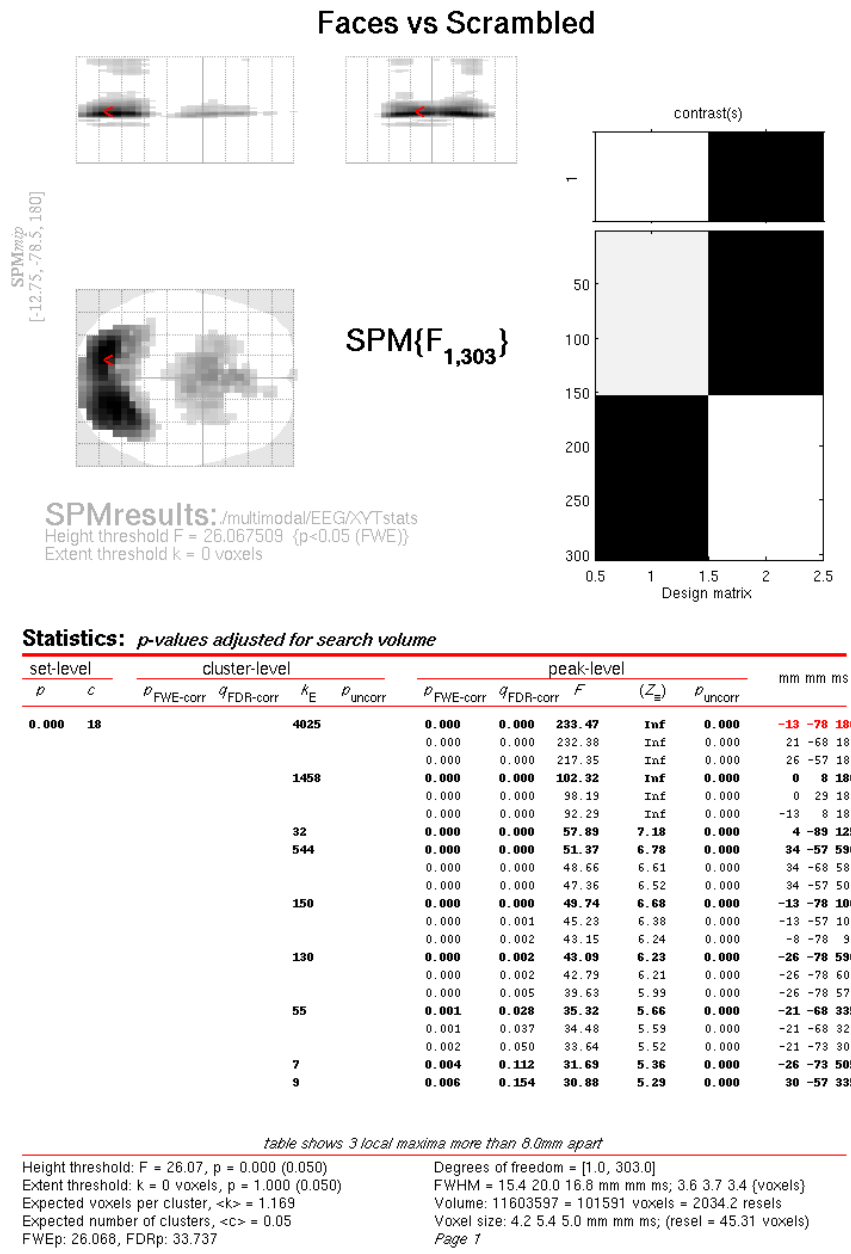 Faces vs Scrambled
contrast(s)
1
SPMmip
[-12.75, -78.5, 180]
SPM{F1,303}
50
100
150
200
250
300
0.5 1 1.5 2 2.5
Design matrix
SPMresults: ./multimodal/EEG/XYTstats
Height threshold F = 26.067509 {p<0.05 (FWE)}
Extent threshold k = 0 voxels
Statistics: p-values adjusted for search volume
set-level cluster-level peak-level mm mm ms
p c pFWE-corr qFDR-corr kE puncorr pFWE-corr qFDR-corr F (Z≡) puncorr
0.000 18 4025 0.000 0.000 233.47 Inf 0.000 -13 -78
0.000 0.000 232.38 Inf 0.000 21 -68
0.000 0.000 217.35 Inf 0.000 26 -57
1458 0.000 0.000 102.32 Inf 0.000 0 8
0.000 0.000 98.19 Inf 0.000 0 29
0.000 0.000 92.29 Inf 0.000 -13 8
32 0.000 0.000 57.89 7.18 0.000 4 -89
544 0.000 0.000 51.37 6.78 0.000 34 -57
0.000 0.000 48.66 6.61 0.000 34 -68
0.000 0.000 47.36 6.52 0.000 34 -57
150 0.000 0.000 49.74 6.68 0.000 -13 -78
0.000 0.001 45.23 6.38 0.000 -13 -57
0.000 0.002 43.15 6.24 0.000 -8 -78
130 0.000 0.002 43.09 6.23 0.000 -26 -78
0.000 0.002 42.79 6.21 0.000 -26 -78
0.000 0.005 39.63 5.99 0.000 -26 -78
55 0.001 0.028 35.32 5.66 0.000 -21 -68
0.001 0.037 34.48 5.59 0.000 -21 -68
0.002 0.050 33.64 5.52 0.000 -21 -73
7 0.004 0.112 31.69 5.36 0.000 -26 -73
9 0.006 0.154 30.88 5.29 0.000 30 -57
table shows 3 local maxima more than 8.0mm apart
Height threshold: F = 26.07, p = 0.000 (0.050)
Extent threshold: k = 0 voxels, p = 1.000 (0.050)
Expected voxels per cluster, <k> = 1.169
Expected number of clusters, <c> = 0.05
FWEp: 26.068, FDRp: 33.737
Degrees of freedom = [1.0, 303.0]
FWHM = 15.4 20.0 16.8 mm mm ms; 3.6 3.7 3.4 {voxels}
Volume: 11603597 = 101591 voxels = 2034.2 resels
Voxel size: 4.2 5.4 5.0 mm mm ms; (resel = 45.31 voxels)
Page 1